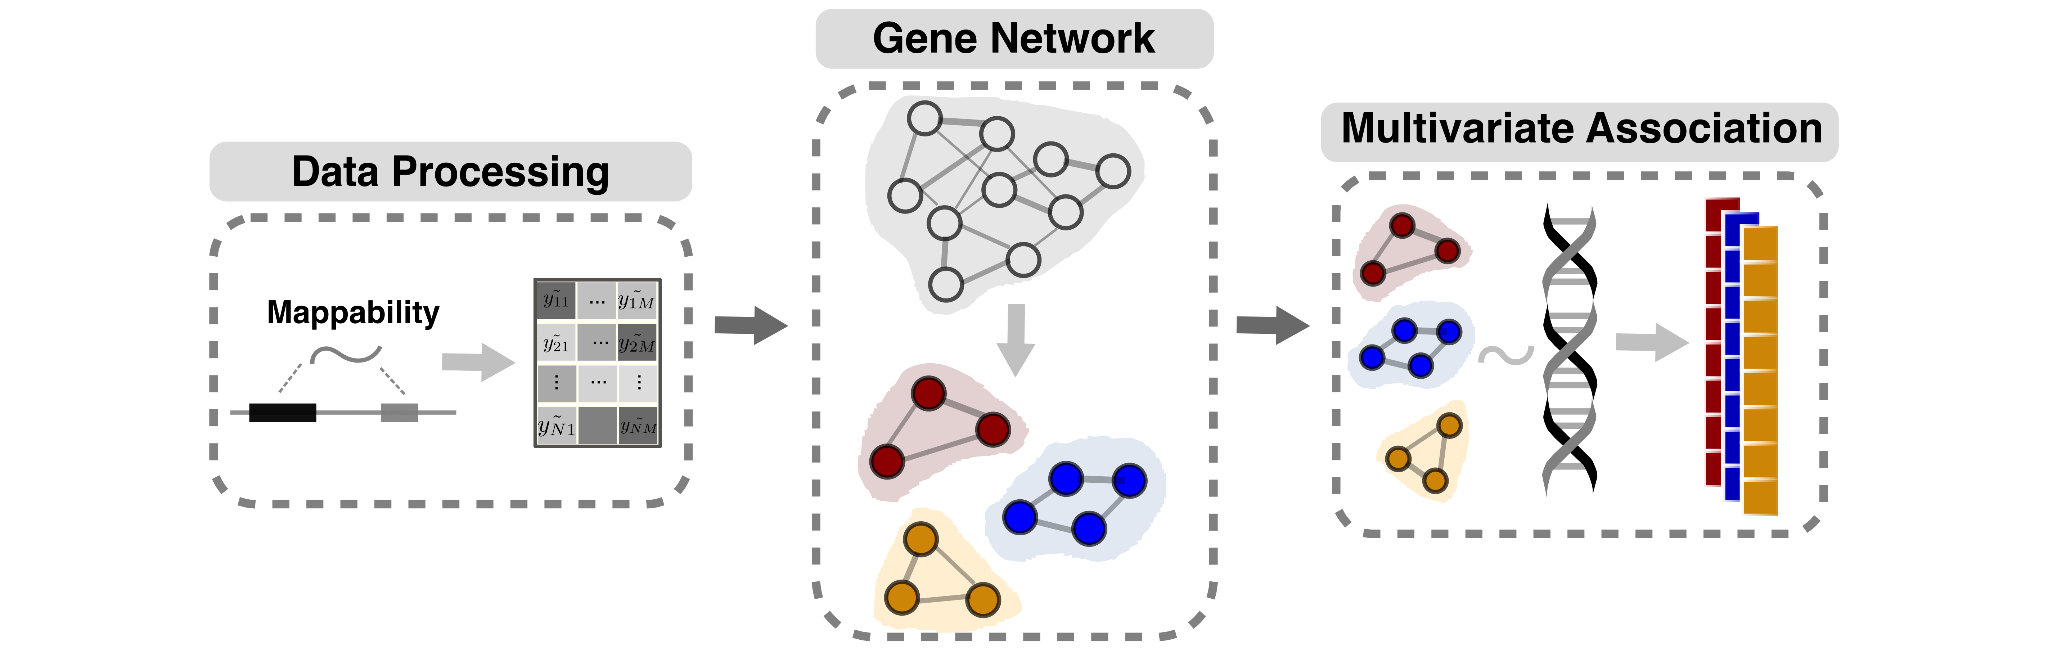 Gene Network
Multivariate Association
Data Processing
Mappability
ỹ11 ... ỹ1M
ỹ21 ... ỹ2M
⋮ ... ⋮
ỹN1 ỹNM